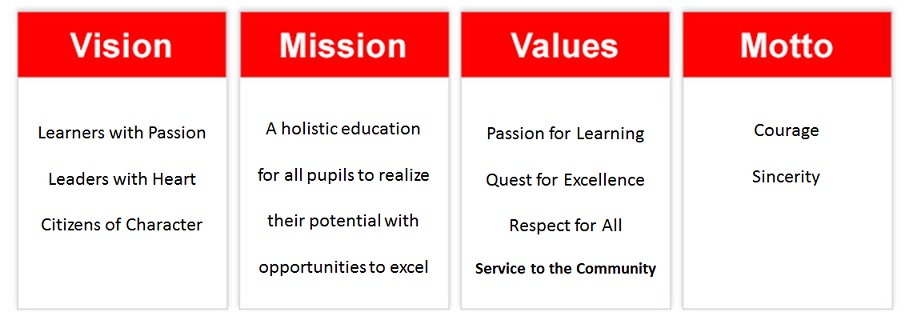 Vision
Learners with Passion
Leaders with Heart
Citizens of Character
Mission
A holistic education
for all pupils to realize
their potential with
opportunities to excel
Values
Passion for Learning
Quest for Excellence
Respect for All
Service to the Community
Motto
Courage
Sincerity